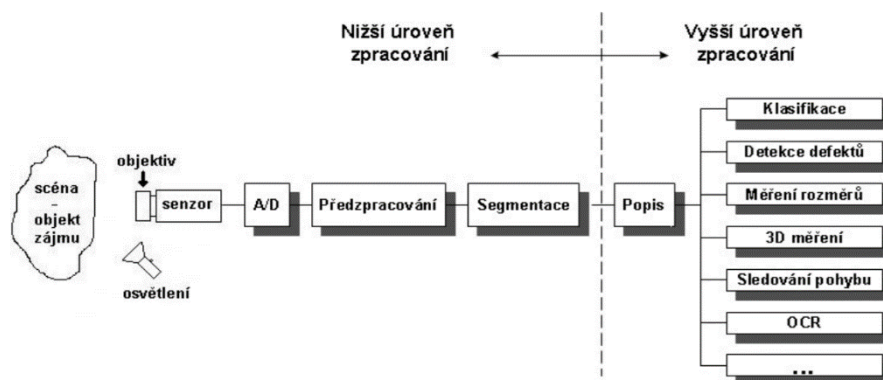 Nižší úroveň
zpracování
Vyšší úroveň
zpracování
scéna
–
objekt
zájmu
objektiv
senzor
osvětlení
A/D
Předzpracování
Segmentace
Popis
Klasifikace
Detekce defektů
Měření rozměrů
3D měření
Sledování pohybu
OCR
...